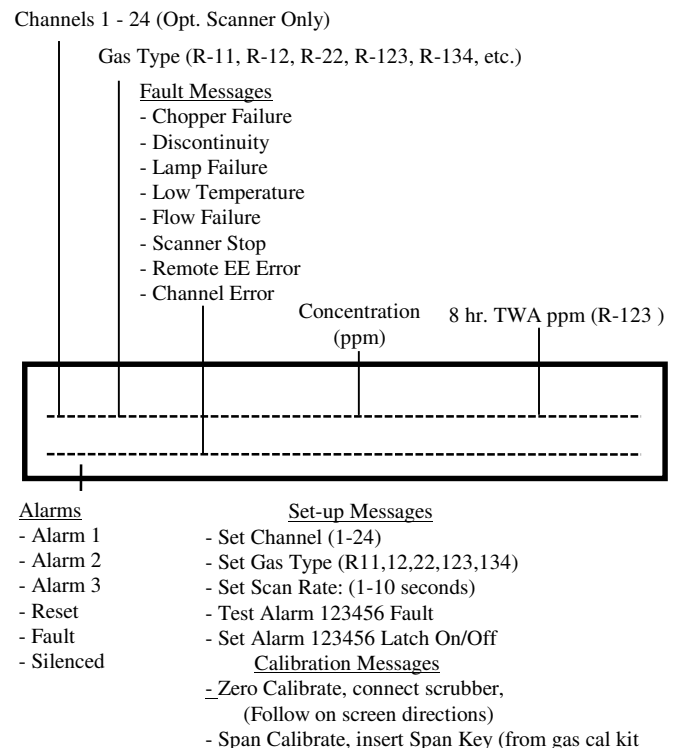 Channels 1 - 24 (Opt. Scanner Only)
Gas Type (R-11, R-12, R-22, R-123, R-134, etc.)
Fault Messages
- Chopper Failure
- Discontinuity
- Lamp Failure
- Low Temperature
- Flow Failure
- Scanner Stop
- Remote EE Error
- Channel Error
Concentration
(ppm)
8 hr. TWA ppm (R-123 )
Alarms
- Alarm 1
- Alarm 2
- Alarm 3
- Reset
- Fault
- Silenced
Set-up Messages
- Set Channel (1-24)
- Set Gas Type (R11,12,22,123,134)
- Set Scan Rate: (1-10 seconds)
- Test Alarm 123456 Fault
- Set Alarm 123456 Latch On/Off
Calibration Messages
- Zero Calibrate, connect scrubber,
(Follow on screen directions)
- Span Calibrate, insert Span Key (from gas cal kit